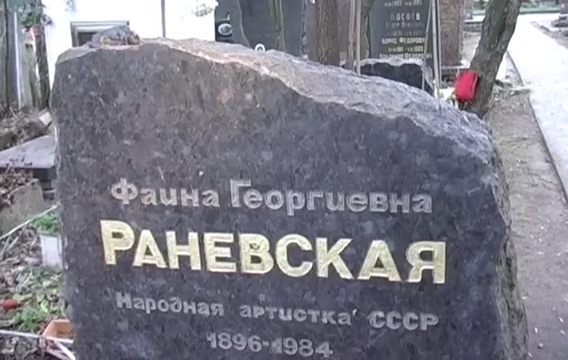 Фаина Георгиевна
РАНЕВСКАЯ
Народная артистка СССР
1896-1984